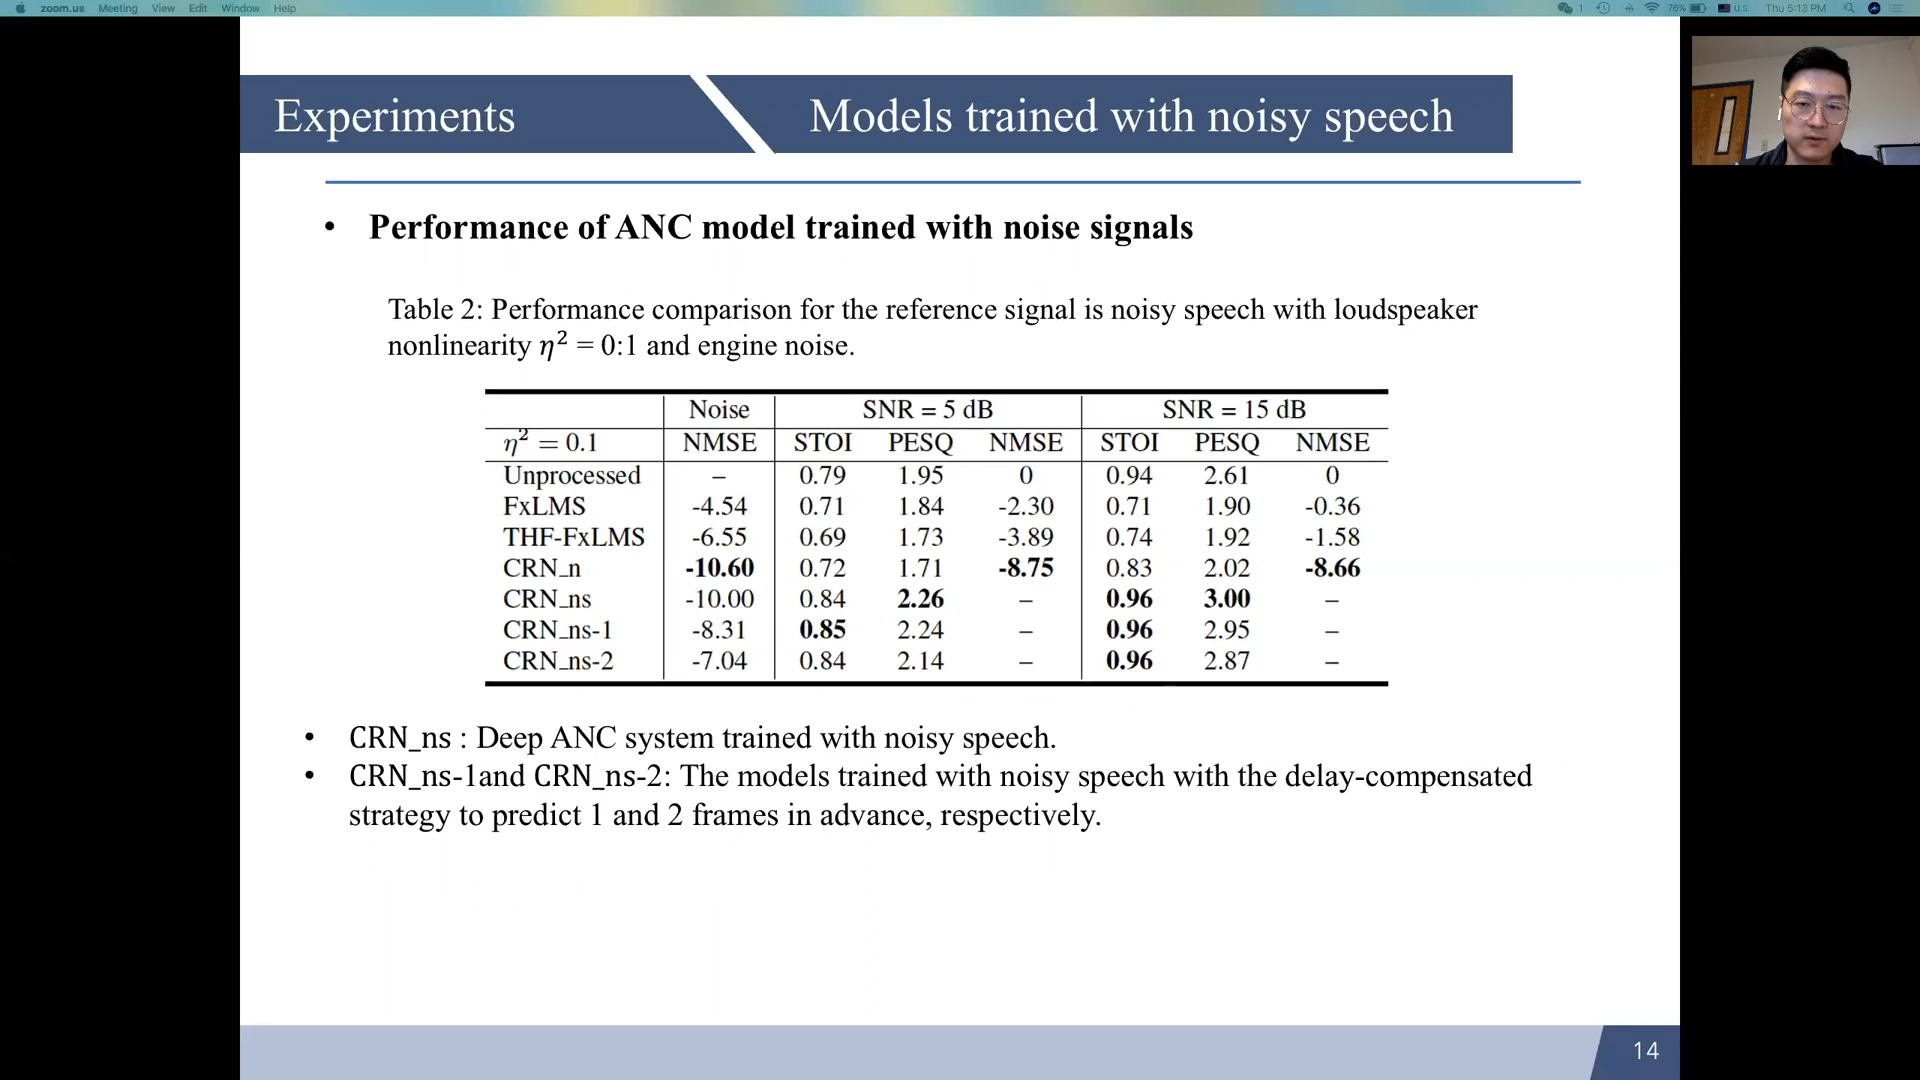 zoom.us Meeting View Edit Window Help
1 76% U.S. Thu 5:13 PM
Experiments
Models trained with noisy speech
• Performance of ANC model trained with noise signals
Table 2: Performance comparison for the reference signal is noisy speech with loudspeaker
nonlinearity η² = 0:1 and engine noise.
Noise SNR = 5 dB SNR = 15 dB
η² = 0.1 NMSE STOI PESQ NMSE STOI PESQ NMSE
Unprocessed – 0.79 1.95 0 0.94 2.61 0
FxLMS -4.54 0.71 1.84 -2.30 0.71 1.90 -0.36
THF-FxLMS -6.55 0.69 1.73 -3.89 0.74 1.92 -1.58
CRN_n -10.60 0.72 1.71 -8.75 0.83 2.02 -8.66
CRN_ns -10.00 0.84 2.26 – 0.96 3.00 –
CRN_ns-1 -8.31 0.85 2.24 – 0.96 2.95 –
CRN_ns-2 -7.04 0.84 2.14 – 0.96 2.87 –
• CRN_ns : Deep ANC system trained with noisy speech.
• CRN_ns-1and CRN_ns-2: The models trained with noisy speech with the delay-compensated
strategy to predict 1 and 2 frames in advance, respectively.
14